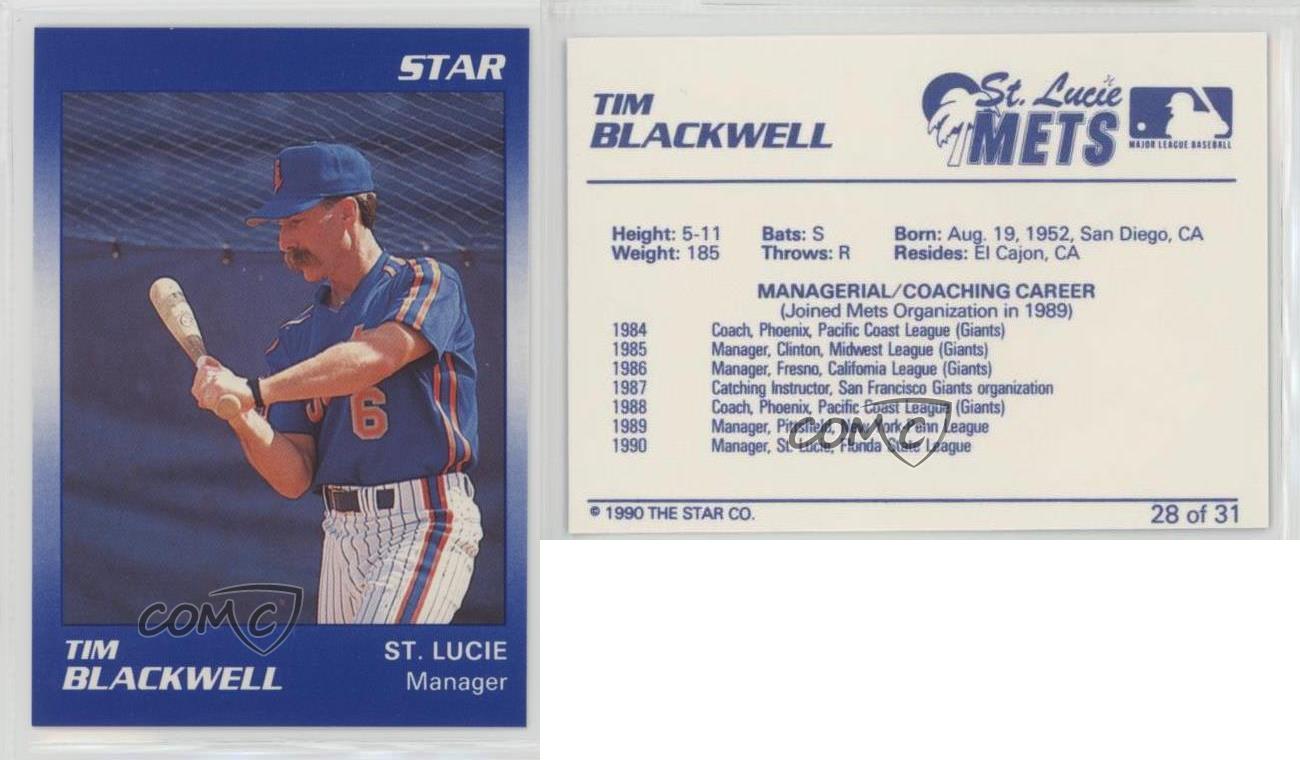 STAR
6
COMC
TIM
BLACKWELL
ST. LUCIE
Manager
TIM
BLACKWELL
St. Lucie
METS
MAJOR LEAGUE BASEBALL
Height: 5-11 Bats: S Born: Aug. 19, 1952, San Diego, CA
Weight: 185 Throws: R Resides: El Cajon, CA
MANAGERIAL/COACHING CAREER
(Joined Mets Organization in 1989)
1984 Coach, Phoenix, Pacific Coast League (Giants)
1985 Manager, Clinton, Midwest League (Giants)
1986 Manager, Fresno, California League (Giants)
1987 Catching Instructor, San Francisco Giants organization
1988 Coach, Phoenix, Pacific Coast League (Giants)
1989 Manager, Pittsfield, New York-Penn League
1990 Manager, St. Lucie, Florida State League
COMC
© 1990 THE STAR CO. 28 of 31